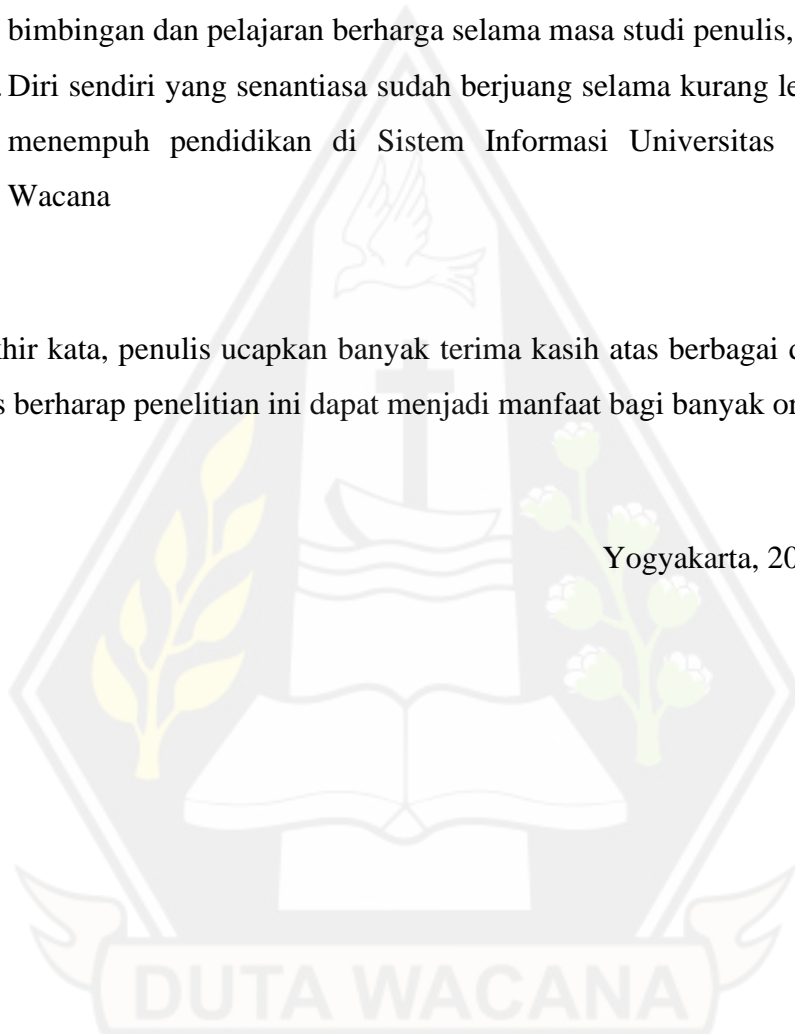 bimbingan dan pelajaran berharga selama masa studi penulis,
Diri sendiri yang senantiasa sudah berjuang selama kurang le
menempuh pendidikan di Sistem Informasi Universitas
Wacana
hir kata, penulis ucapkan banyak terima kasih atas berbagai
s berharap penelitian ini dapat menjadi manfaat bagi banyak
Yogyakarta, 20
DUTA WACANA